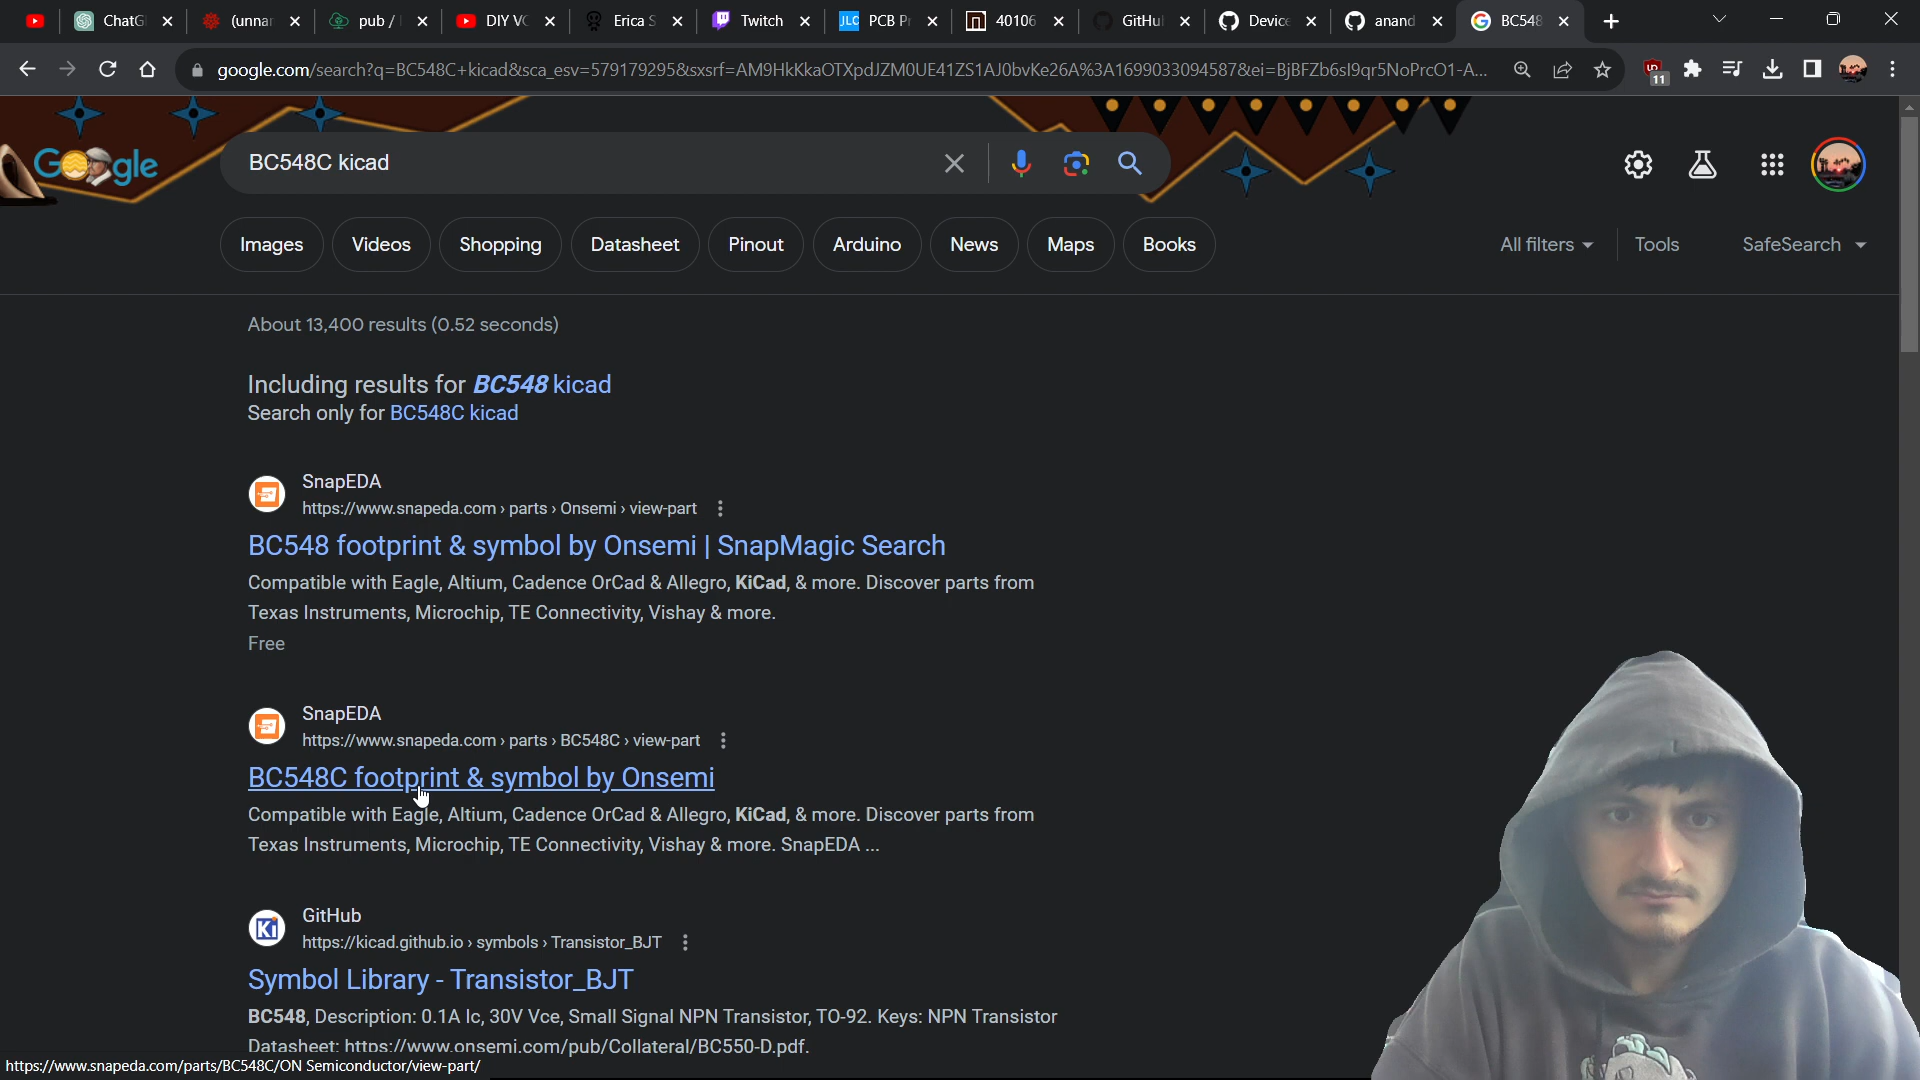 ChatG
(unnar
pub /
DIY VC
Erica S
Twitch
PCB P
40106
GitHu
Device
anand
BC548
google.com/search?q=BC548C+kicad&sca_esv=579179295&sxsrf=AM9HkKkaOTXpdJZM0UE41ZS1AJ0bvKe26A%3A1699033094587&ei=BjBFZb6sI9qr5NoPrcO1-A...
11
Google
BC548C kicad
Images
Videos
Shopping
Datasheet
Pinout
Arduino
News
Maps
Books
All filters
Tools
SafeSearch
About 13,400 results (0.52 seconds)
Including results for BC548 kicad
Search only for BC548C kicad
SnapEDA
https://www.snapeda.com › parts › Onsemi › view-part
BC548 footprint & symbol by Onsemi | SnapMagic Search
Compatible with Eagle, Altium, Cadence OrCad & Allegro, KiCad, & more. Discover parts from
Texas Instruments, Microchip, TE Connectivity, Vishay & more.
Free
SnapEDA
https://www.snapeda.com › parts › BC548C › view-part
BC548C footprint & symbol by Onsemi
Compatible with Eagle, Altium, Cadence OrCad & Allegro, KiCad, & more. Discover parts from
Texas Instruments, Microchip, TE Connectivity, Vishay & more. SnapEDA ...
Ki
GitHub
https://kicad.github.io › symbols › Transistor_BJT
Symbol Library - Transistor_BJT
BC548, Description: 0.1A Ic, 30V Vce, Small Signal NPN Transistor, TO-92. Keys: NPN Transistor
Datasheet: https://www.onsemi.com/pub/Collateral/BC550-D.pdf.
https://www.snapeda.com/parts/BC548C/ON Semiconductor/view-part/